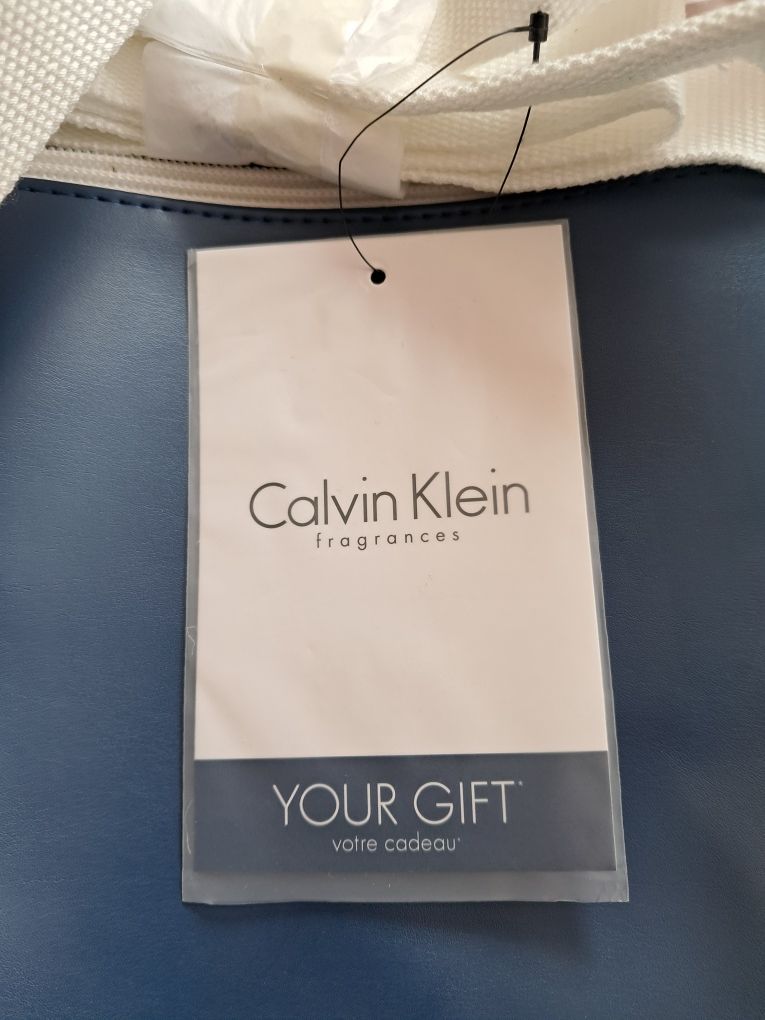 Calvin Klein
fragrances
YOUR GIFT*
votre cadeau*